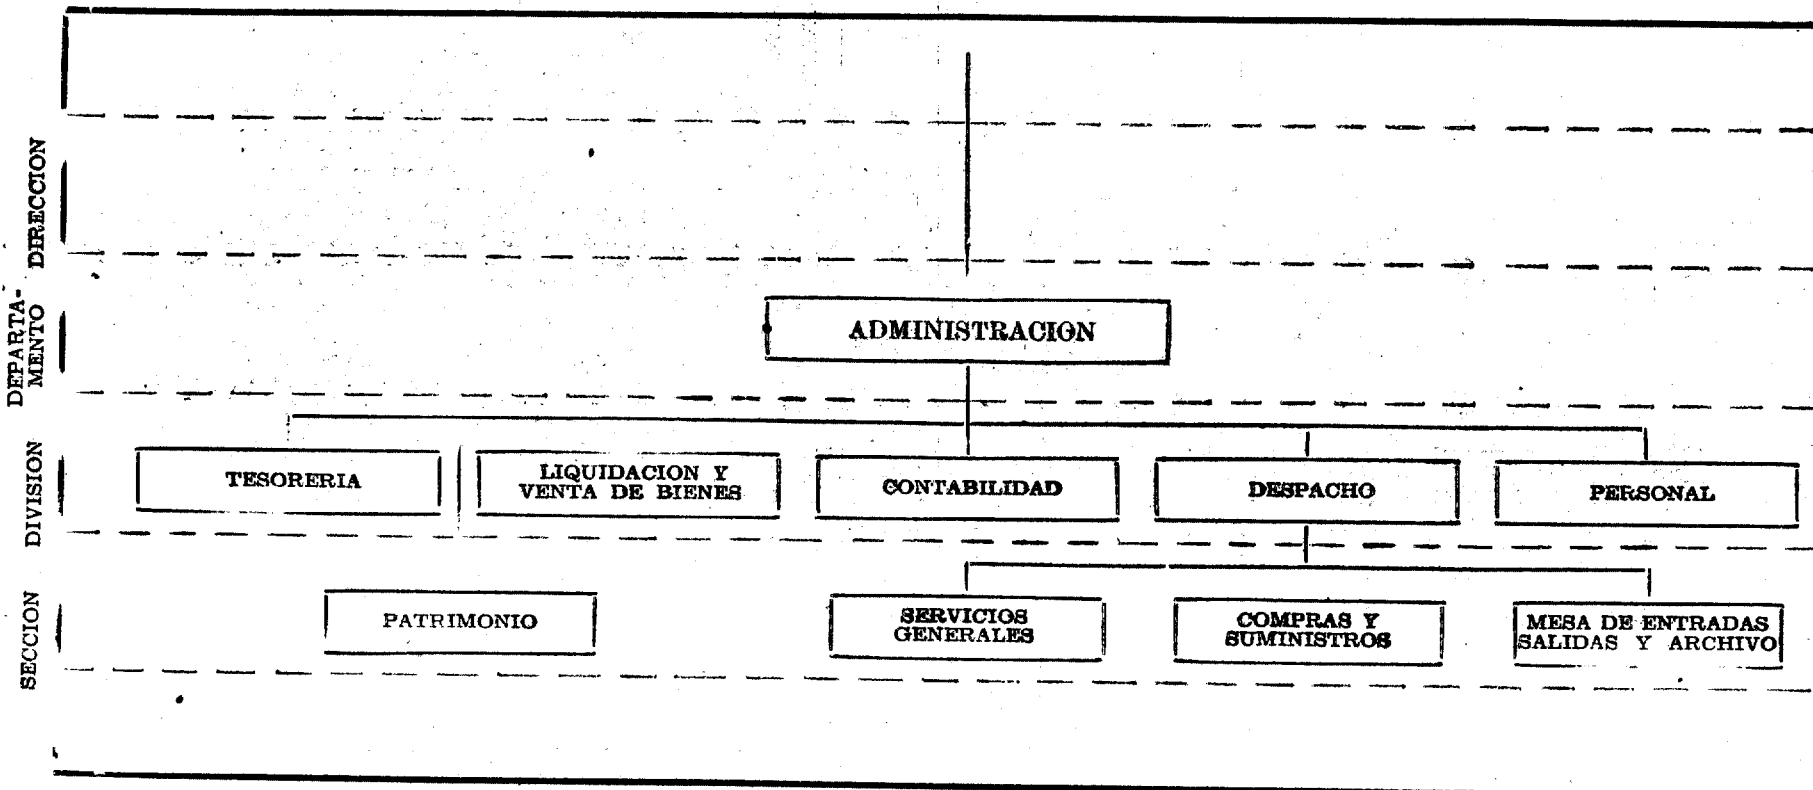 DIRECCION
DEPARTA-
MENTO
ADMINISTRACION
DIVISION
TESORERIA
LIQUIDACION Y
VENTA DE BIENES
CONTABILIDAD
DESPACHO
PERSONAL
SECCION
PATRIMONIO
SERVICIOS
GENERALES
COMPRAS Y
SUMINISTROS
MESA DE ENTRADAS
SALIDAS Y ARCHIVO